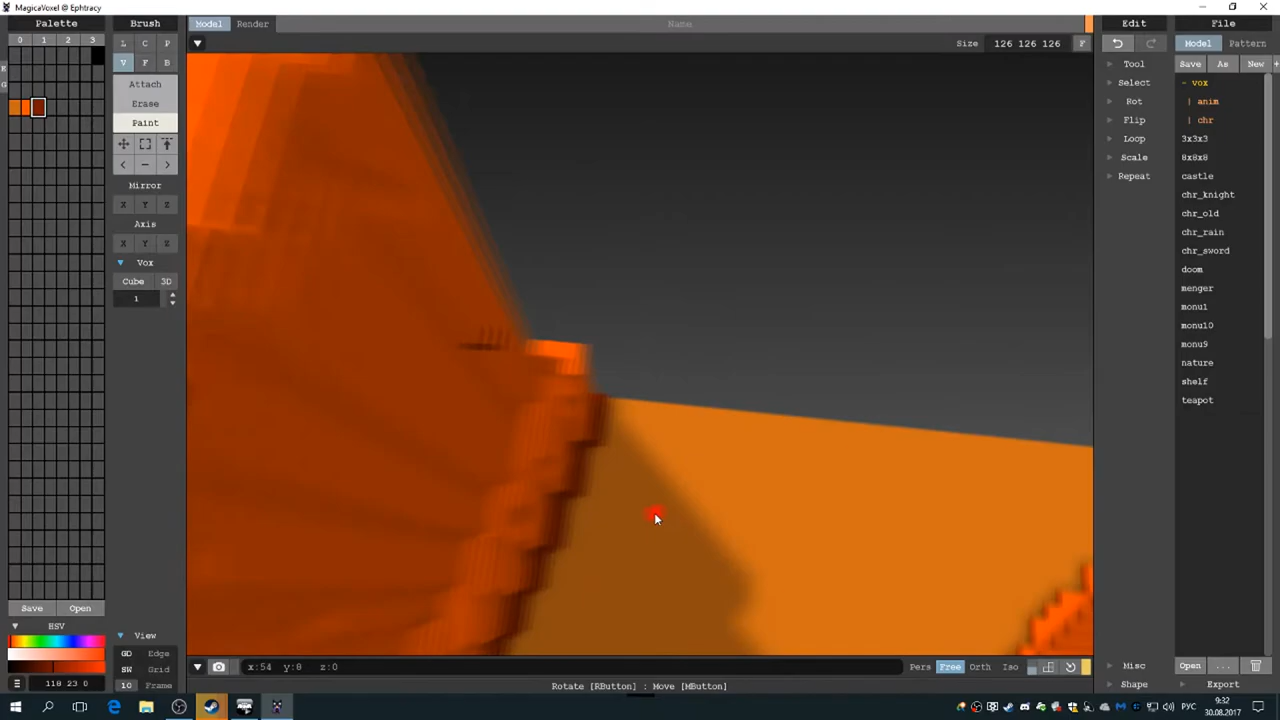 MagicaVoxel @ Ephtracy
Palette
0 1 2 3
Save Open
HSV
118 23 0
Brush
L C P
V F B
Attach
Erase
Paint
Mirror
X Y Z
Axis
X Y Z
Vox
Cube 3D
1
View
GD Edge
SW Grid
10 Frame
Model Render Name
Size 126 126 126 F
x:54 y:8 z:0
Pers Free Orth Iso
Rotate [RButton] : Move [MButton]
Edit
Tool
Select
Rot
Flip
Loop
Scale
Repeat
Misc
Shape
File
Model Pattern
Save As New +
- vox
| anim
| chr
3x3x3
8x8x8
castle
chr_knight
chr_old
chr_rain
chr_sword
doom
menger
monu1
monu10
monu9
nature
shelf
teapot
Open ...
Export
РУС
9:32
30.08.2017